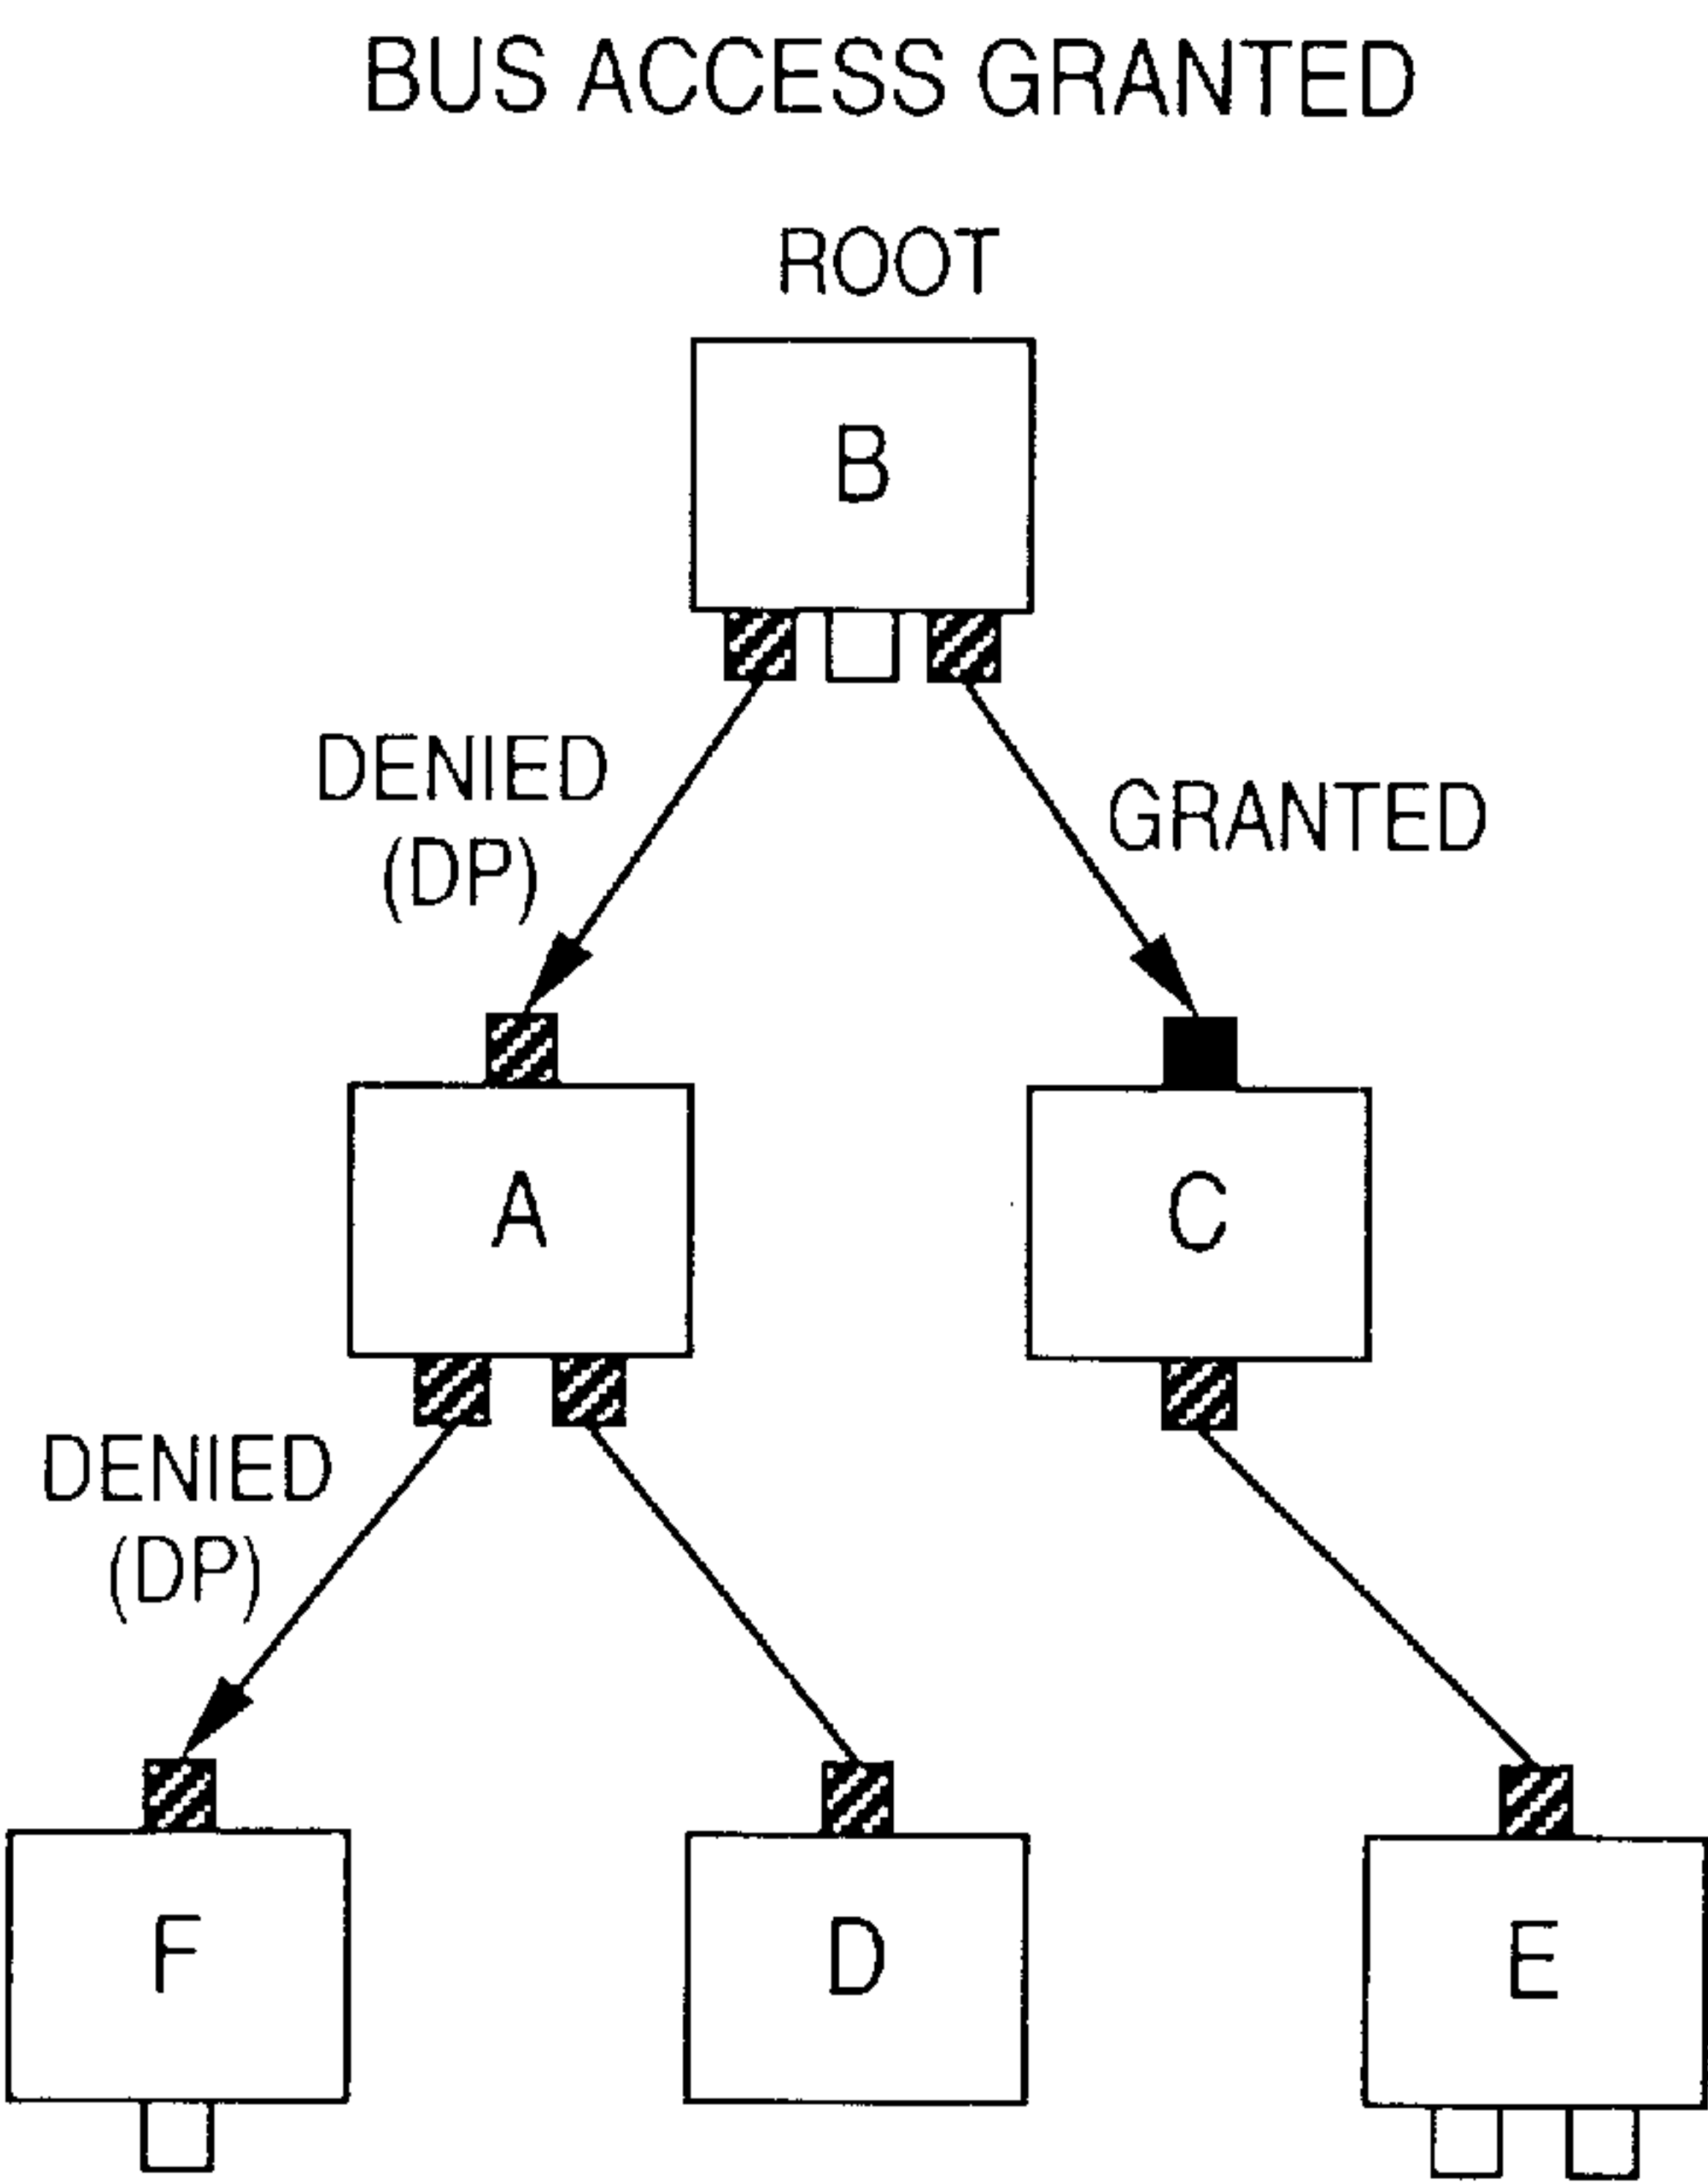 BUS ACCESS GRANTED
ROOT
B
DENIED
(DP)
GRANTED
A
C
DENIED
(DP)
F
D
E